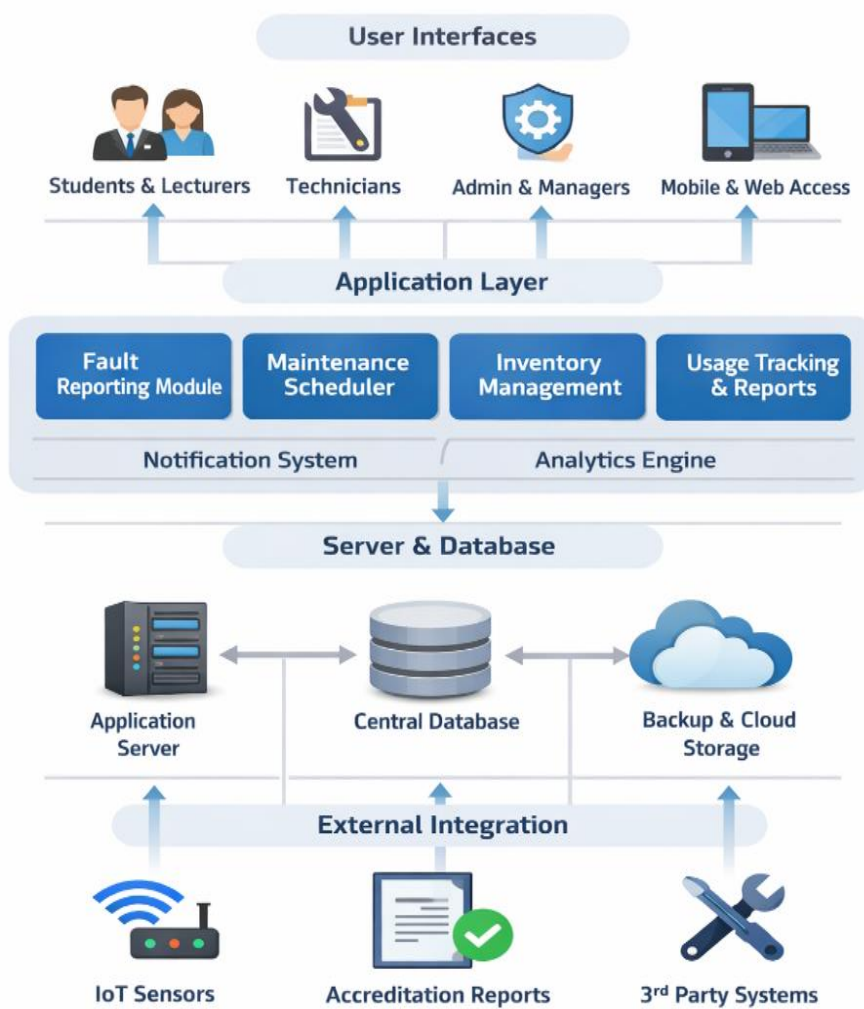 User Interfaces
Students & Lecturers
Technicians
Admin & Managers
Mobile & Web Access
Application Layer
Fault
Reporting Module
Maintenance
Scheduler
Inventory
Management
Usage Tracking
& Reports
Notification System
Analytics Engine
Server & Database
Application
Server
Central Database
Backup & Cloud
Storage
External Integration
IoT Sensors
Accreditation Reports
3rd Party Systems